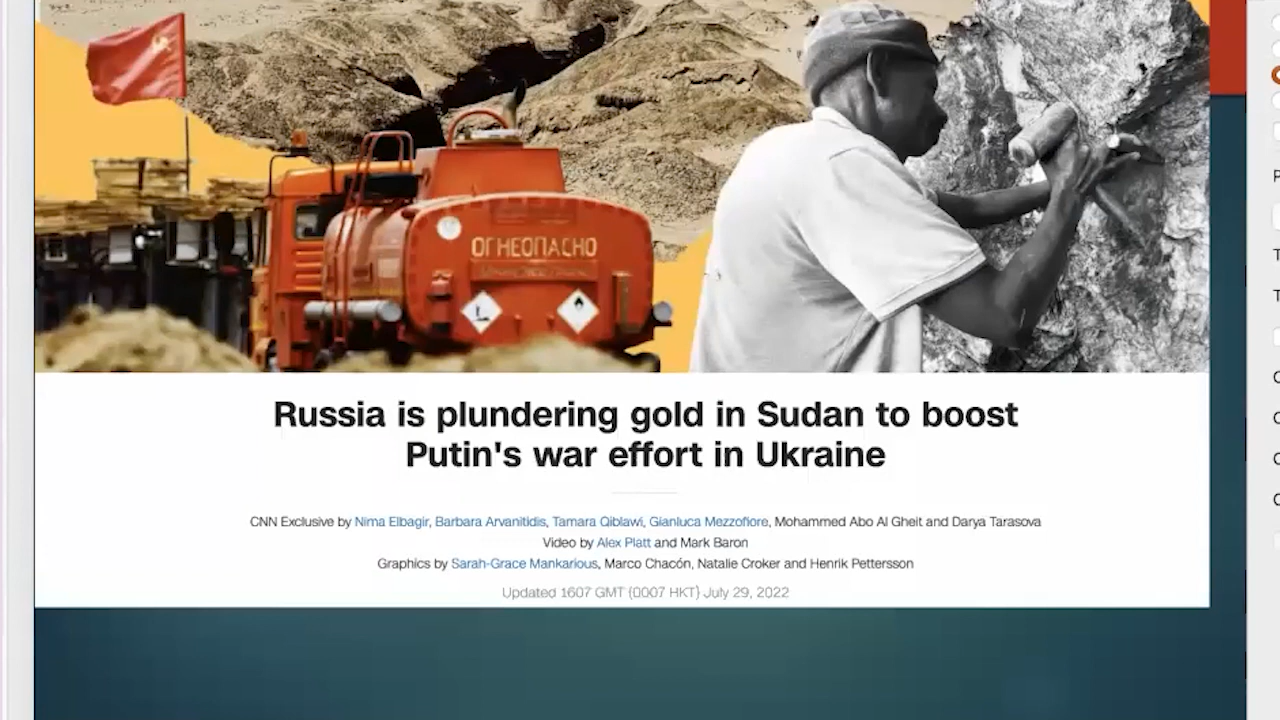 ОГНЕОПАСНО
Russia is plundering gold in Sudan to boost
Putin's war effort in Ukraine
CNN Exclusive by Nima Elbagir, Barbara Arvanitidis, Tamara Qiblawi, Gianluca Mezzofiore, Mohammed Abo Al Gheit and Darya Tarasova
Video by Alex Platt and Mark Baron
Graphics by Sarah-Grace Mankarious, Marco Chacón, Natalie Croker and Henrik Pettersson
Updated 1607 GMT (0007 HKT) July 29, 2022